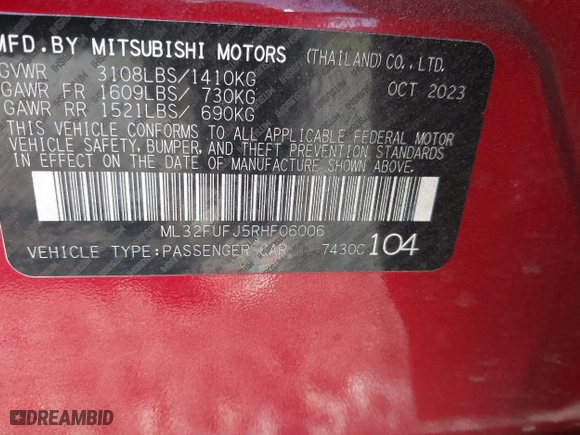 MFD.BY MITSUBISHI MOTORS (THAILAND) CO.,LTD.
GVWR 3108LBS/1410KG OCT 2023
GAWR FR 1609LBS/ 730KG
GAWR RR 1521LBS/ 690KG
THIS VEHICLE CONFORMS TO ALL APPLICABLE FEDERAL MOTOR
VEHICLE SAFETY, BUMPER, AND THEFT PREVENTION STANDARDS
IN EFFECT ON THE DATE OF MANUFACTURE SHOWN ABOVE.
ML32FUFJ5RHF06006
VEHICLE TYPE:PASSENGER CAR 7430C 104
DREAMBID